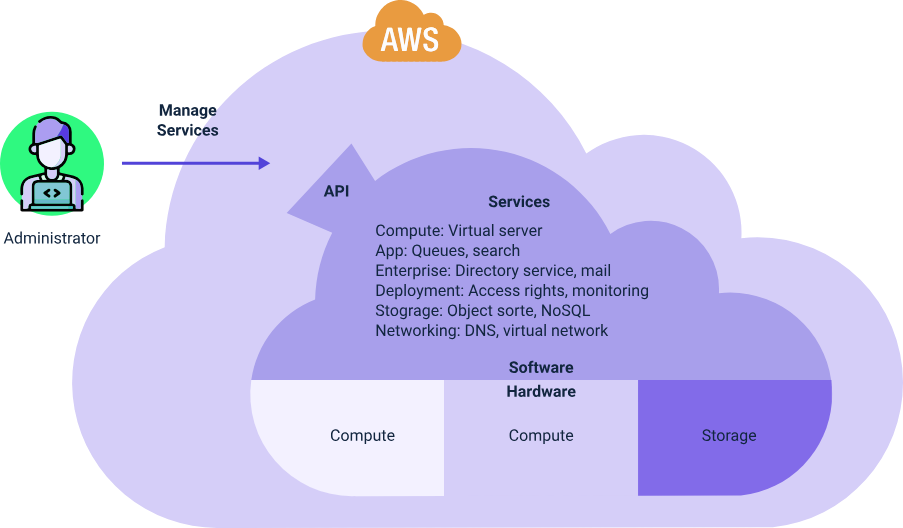 AWS
Manage
Services
API
Administrator
Services
Compute: Virtual server
App: Queues, search
Enterprise: Directory service, mail
Deployment: Access rights, monitoring
Stograge: Object sorte, NoSQL
Networking: DNS, virtual network
Software
Hardware
Compute
Compute
Storage